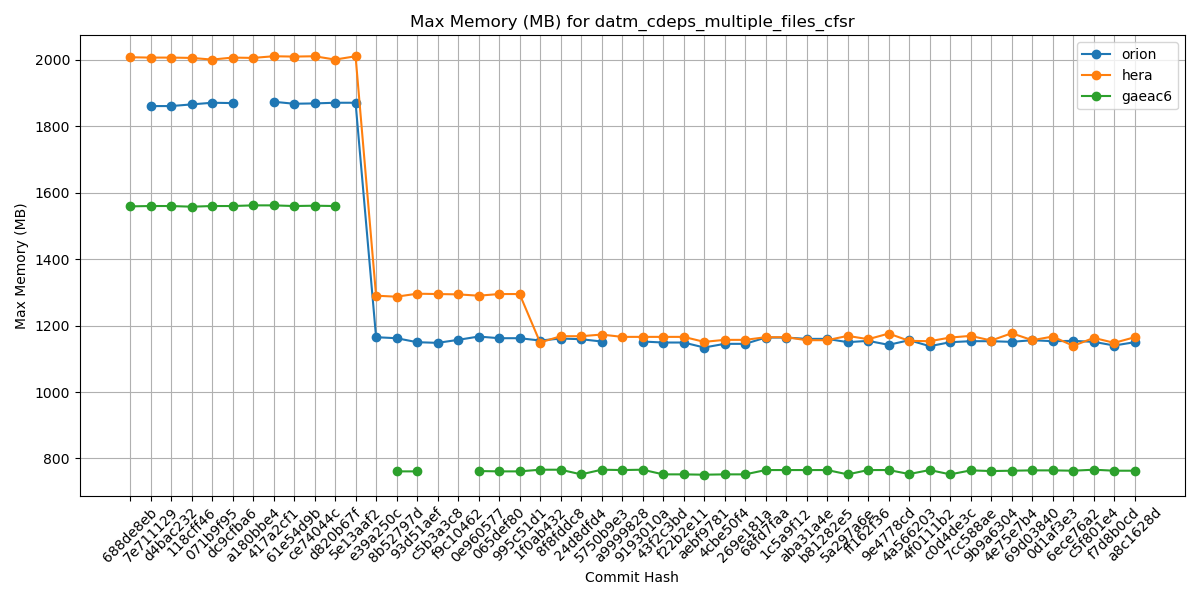 Max Memory (MB) for datm_cdeps_multiple_files_cfsr
orion
hera
gaeac6
Max Memory (MB)
2000
1800
1600
1400
1200
1000
800
688de8eb
7e711129
d4bac232
118cff46
071b9f95
dc9cfba6
a180bbe4
417a2cf1
61e54d9b
ce74044c
d820b67f
5e13aaf2
e39a250c
8b52797d
93d51aef
c5b3a3c8
f9c10462
0e960577
065def80
995c51d1
1f0ab432
8f8fddc8
24d8dfd4
5750b9e3
a9999828
9193010a
43f2c3bd
f22b2e11
aebf9781
4cbe50f4
269e181a
68fd7faa
1c5a9f12
aba31a4e
b81282e5
5a297a6e
ff162f36
9e4778cd
4a56203
4f0111b2
c0d4de3c
7cc588ae
9b9a6304
4e75e7b4
69d03840
0d1af3e3
6ece76a2
c5f801e4
f7d8b0cd
a8c1628d
Commit Hash